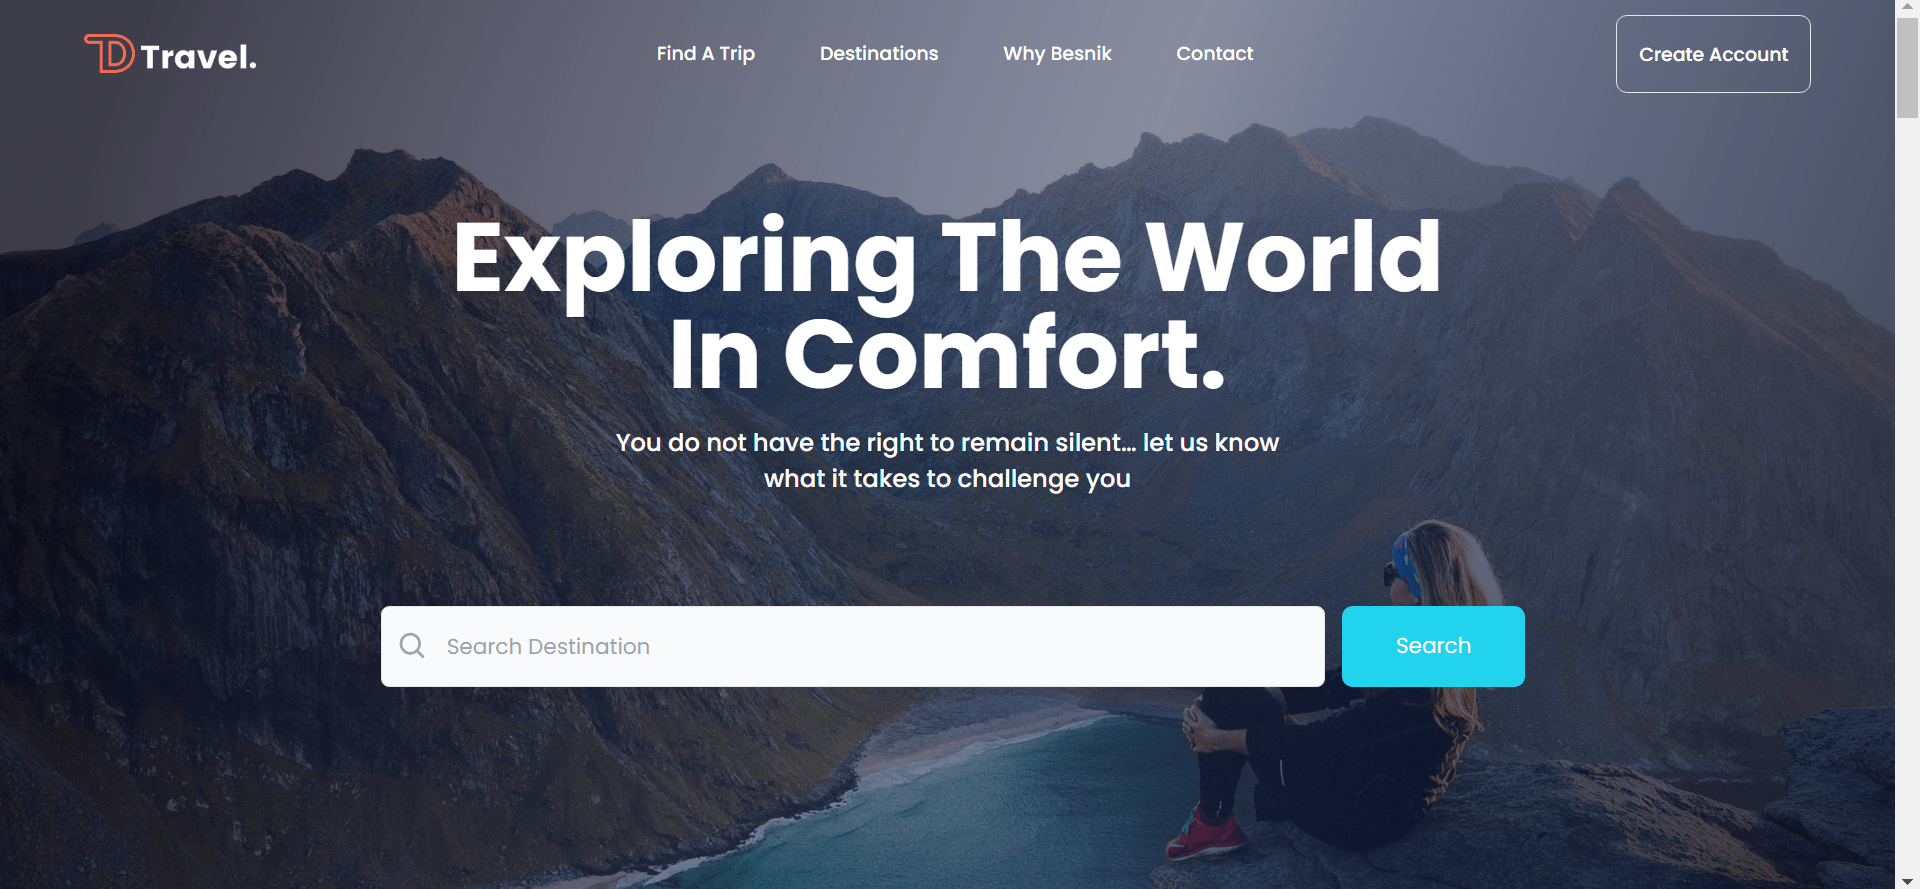 Travel.
Find A Trip
Destinations
Why Besnik
Contact
Create Account
Exploring The World
In Comfort.
You do not have the right to remain silent... let us know
what it takes to challenge you
Search Destination
Search